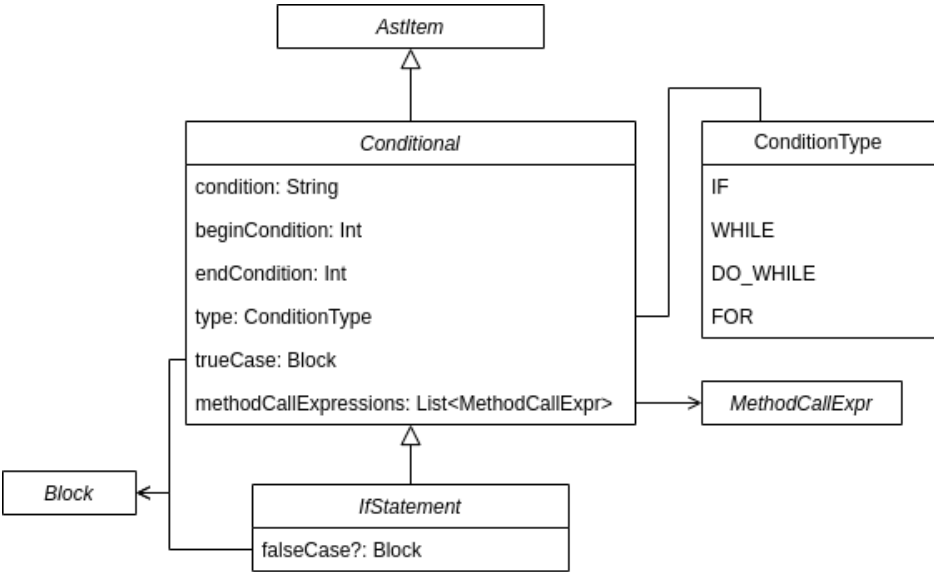 AstItem
Conditional
condition: String
beginCondition: Int
endCondition: Int
type: ConditionType
trueCase: Block
methodCallExpressions: List<MethodCallExpr>
ConditionType
IF
WHILE
DO_WHILE
FOR
MethodCallExpr
Block
IfStatement
falseCase?: Block